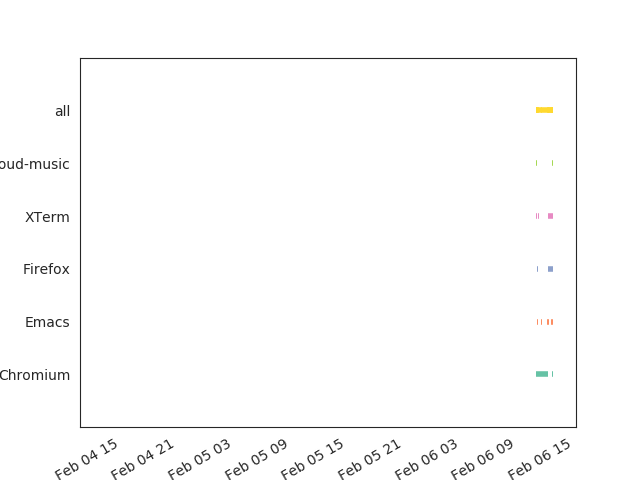 all
oud-music
XTerm
Firefox
Emacs
Chromium
Feb 04 15
Feb 04 21
Feb 05 03
Feb 05 09
Feb 05 15
Feb 05 21
Feb 06 03
Feb 06 09
Feb 06 15